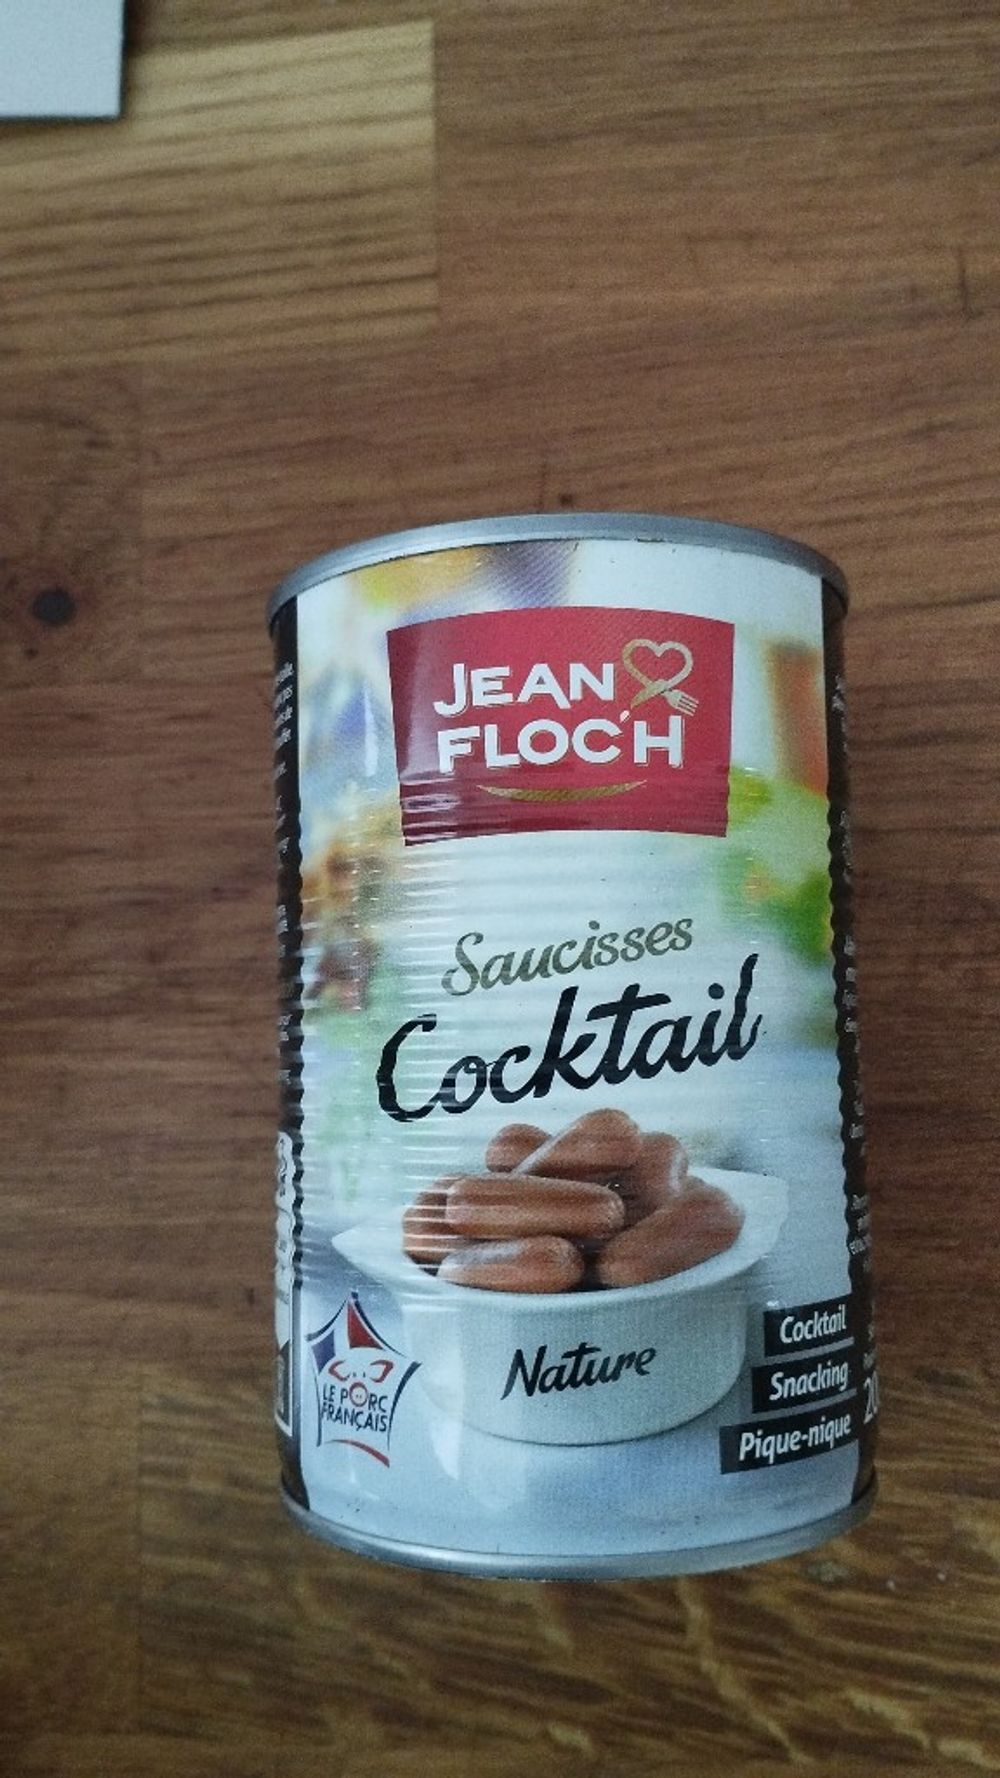 JEAN
FLOC'H
Saucisses
Cocktail
Nature
LE PORC
FRANÇAIS
Cocktail
Snacking
Pique-nique